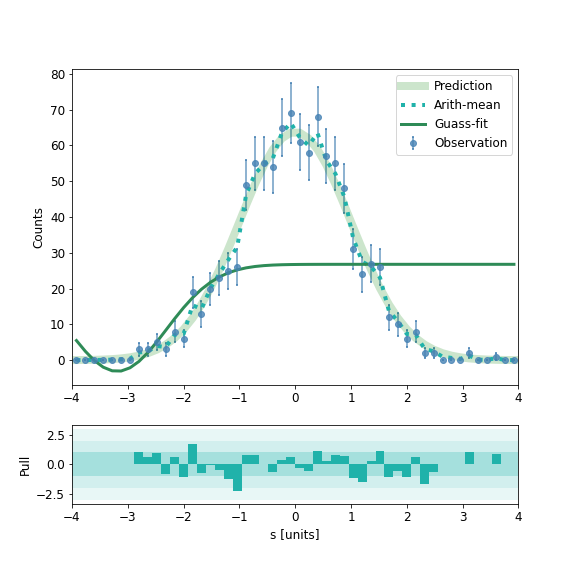 80
70
60
50
40
30
20
10
0
Counts
Prediction
Arith-mean
Guass-fit
Observation
−4 −3 −2 −1 0 1 2 3 4
2.5
0.0
−2.5
Pull
−4 −3 −2 −1 0 1 2 3 4
s [units]